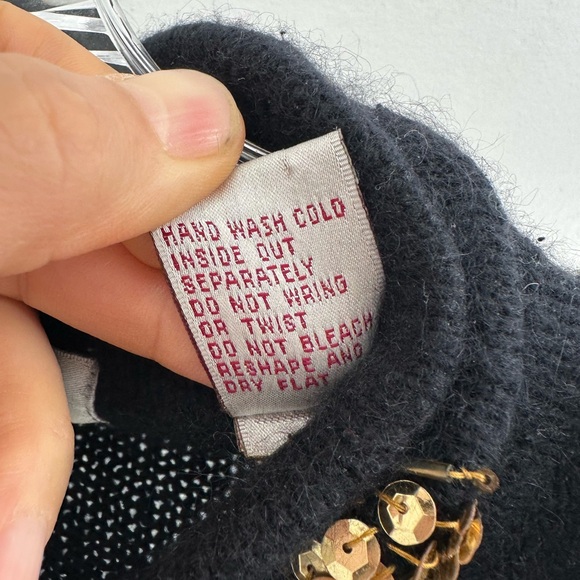 HAND WASH COLD
INSIDE OUT
SEPARATELY
DO NOT WRING
OR TWIST
DO NOT BLEACH
RESHAPE AND
DRY FLAT